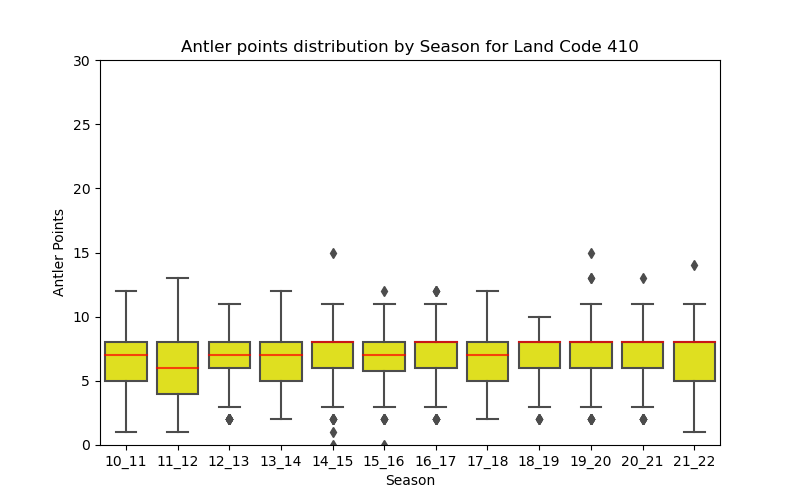 Antler points distribution by Season for Land Code 410
30
25
20
15
10
5
0
Antler Points
10_11 11_12 12_13 13_14 14_15 15_16 16_17 17_18 18_19 19_20 20_21 21_22
Season